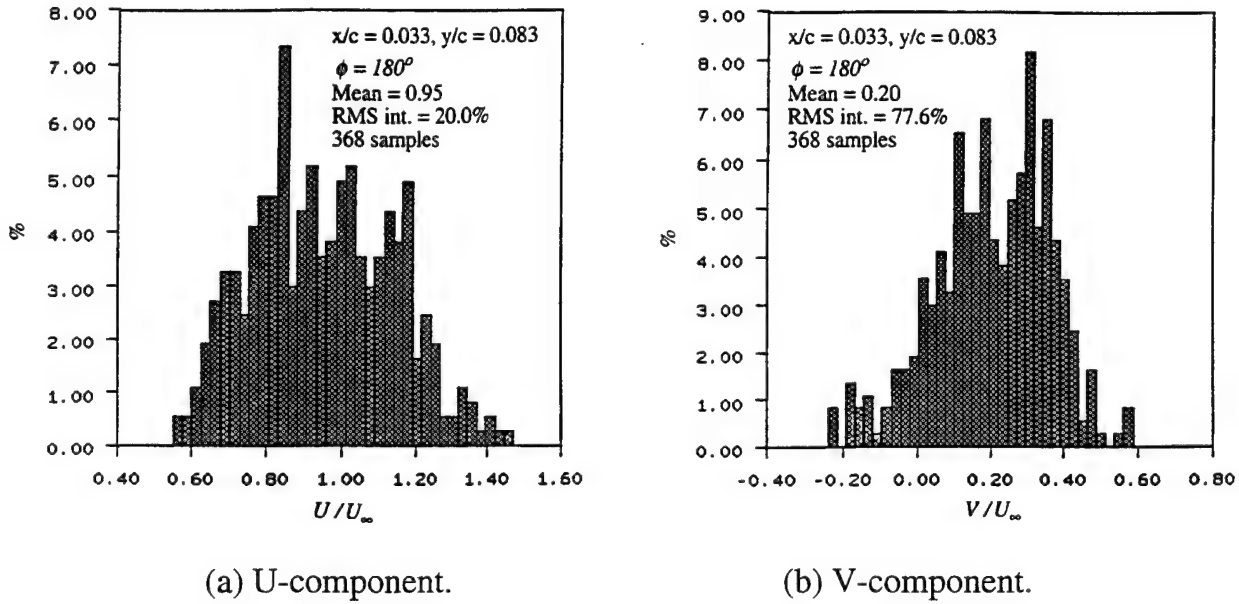 8.00
7.00
6.00
5.00
4.00
3.00
2.00
1.00
0.00
%
x/c = 0.033, y/c = 0.083
ϕ = 180°
Mean = 0.95
RMS int. = 20.0%
368 samples
0.40 0.60 0.80 1.00 1.20 1.40 1.60
U/U∞
(a) U-component.
9.00
8.00
7.00
6.00
5.00
4.00
3.00
2.00
1.00
0.00
%
x/c = 0.033, y/c = 0.083
ϕ = 180°
Mean = 0.20
RMS int. = 77.6%
368 samples
-0.40 -0.20 0.00 0.20 0.40 0.60 0.80
V/U∞
(b) V-component.